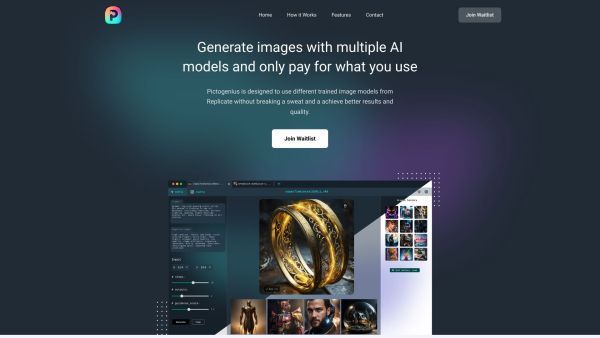 Home
How it Works
Features
Contact
Join Waitlist
Generate images with multiple AI
models and only pay for what you use
Pictogenius is designed to use different trained image models from
Replicate without breaking a sweat and a achieve better results and
quality.
Join Waitlist
Input